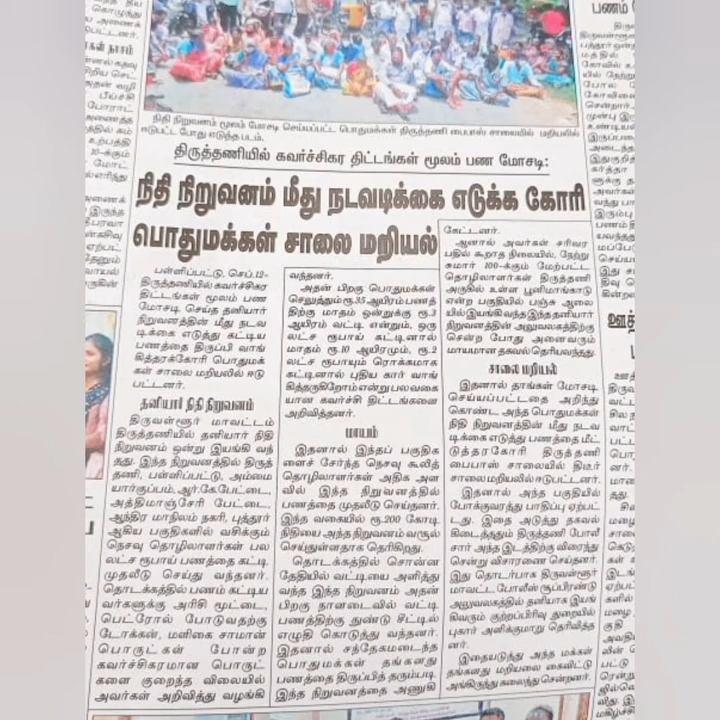 நிதி நிறுவனம் மூலம் மோசடி செய்யப்பட்ட பொதுமக்கள் திருத்தணி பைபாஸ் சாலையில் மறியலில்
ஈடுபட்ட போது எடுத்த படம்.
திருத்தணியில் கவர்ச்சிகர திட்டங்கள் மூலம் பண மோசடி:
நிதி நிறுவனம் மீது நடவடிக்கை எடுக்க கோரி
பொதுமக்கள் சாலை மறியல்
பள்ளிப்பட்டு, செப்.12-
திருத்தணியில் கவர்ச்சிகர
திட்டங்கள் மூலம் பண
மோசடி செய்த தனியார்
நிறுவனத்தின் மீது நடவ
டிக்கை எடுத்து கட்டிய
பணத்தை திருப்பி வாங்
கித்தரக்கோரி பொதுமக்
கள் சாலை மறியலில் ஈடு
பட்டனர்.
தனியார் நிதி நிறுவனம்
திருவள்ளூர் மாவட்டம்
திருத்தணியில் தனியார் நிதி
நிறுவனம் ஒன்று இயங்கி வந்
தது. இந்த நிறுவனத்தில் திருத்
தணி, பள்ளிப்பட்டு, அம்மை
யார்குப்பம், ஆர்.கே.பேட்டை,
அத்திமாஞ்சேரி பேட்டை,
ஆந்திர மாநிலம் நகரி, புத்தூர்
ஆகிய பகுதிகளில் வசிக்கும்
நெசவு தொழிலாளர்கள் பல
லட்ச ரூபாய் பணத்தை கட்டி
முதலீடு செய்து வந்தனர்.
தொடக்கத்தில் பணம் கட்டிய
வர்களுக்கு அரிசி மூட்டை,
பெட்ரோல் போடுவதற்கு
டோக்கன், மளிகை சாமான்
பொருட்கள் போன்ற
கவர்ச்சிகரமான பொருட்
களை குறைந்த விலையில்
அவர்கள் அறிவித்து வழங்கி
வந்தனர்.
அதன் பிறகு பொதுமக்கள்
செலுத்தும் ரூ.35 ஆயிரம் பணத்
திற்கு மாதம் ஒன்றுக்கு ரூ.3
ஆயிரம் வட்டி என்றும், ஒரு
லட்ச ரூபாய் கட்டினால்
மாதம் ரூ.10 ஆயிரமும், ரூ.2
லட்ச ரூபாயும் ரொக்கமாக
கட்டினால் புதிய கார் வாங்
கித்தருகிறோம் என்று பலவகை
யான கவர்ச்சி திட்டங்களை
அறிவித்தனர்.
மாயம்
இதனால் இந்தப் பகுதிக
ளைச் சேர்ந்த நெசவு கூலித்
தொழிலாளர்கள் அதிக அள
வில் இந்த நிறுவனத்தில்
பணத்தை முதலீடு செய்தனர்.
இந்த வகையில் ரூ.200 கோடி
நிதியை அந்த நிறுவனம் வசூல்
செய்துள்ளதாக தெரிகிறது.
தொடக்கத்தில் சொன்ன
தேதியில் வட்டியை அளித்து
வந்த இந்த நிறுவனம் அதன்
பிறகு நாளடைவில் வட்டி
பணத்திற்கு துண்டு சீட்டில்
எழுதி கொடுத்து வந்தனர்.
இதனால் சந்தேகமடைந்த
பொதுமக்கள் தங்களது
பணத்தை திருப்பித் தரும்படி
இந்த நிறுவனத்தை அணுகி
கேட்டனர்.
ஆனால் அவர்கள் சரிவர
பதில் கூறாத நிலையில், நேற்று
சுமார் 100-க்கும் மேற்பட்ட
தொழிலாளர்கள் திருத்தணி
அருகில் உள்ள பூனிமாங்காடு
என்ற பகுதியில் பஞ்சு ஆலை
யில் இயங்கி வந்த இந்த தனியார்
நிறுவனத்தின் அலுவலகத்திற்கு
சென்ற போது அனைவரும்
மாயமான தகவல் தெரியவந்தது.
சாலை மறியல்
இதனால் தாங்கள் மோசடி
செய்யப்பட்டதை அறிந்து
கொண்ட அந்த பொதுமக்கள்
நிதி நிறுவனத்தின் மீது நடவ
டிக்கை எடுத்து பணத்தை மீட்
டுத்தரகோரி திருத்தணி
பைபாஸ் சாலையில் திடீர்
சாலை மறியலில் ஈடுபட்டனர்.
இதனால் அந்த பகுதியில்
போக்குவரத்து பாதிப்பு ஏற்பட்
டது. இதை அடுத்து தகவல்
கிடைத்ததும் திருத்தணி போலீ
சார் அந்த இடத்திற்கு விரைந்து
சென்று விசாரணை செய்தனர்.
இது தொடர்பாக திருவள்ளூர்
மாவட்ட போலீஸ் சூப்பிரண்டு
அலுவலகத்தில் தனியாக இயங்
கிவரும் குற்றப்பிரிவு துறையில்
புகார் அளிக்குமாறு தெரிவித்த
னர்.
இதையடுத்து அந்த மக்கள்
தங்களது மறியலை கைவிட்டு
அங்கிருந்து கலைந்து சென்றனர்.